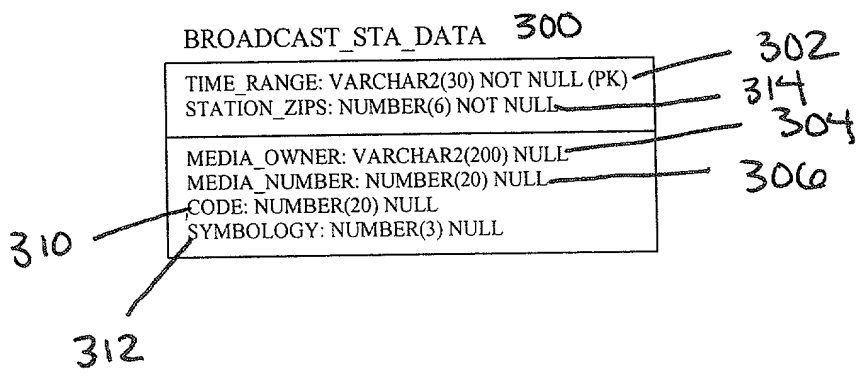 BROADCAST_STA_DATA 300
302
TIME_RANGE: VARCHAR2(30) NOT NULL (PK)
314
STATION_ZIPS: NUMBER(6) NOT NULL
304
MEDIA_OWNER: VARCHAR2(200) NULL
306
MEDIA_NUMBER: NUMBER(20) NULL
CODE: NUMBER(20) NULL
310
SYMBOLOGY: NUMBER(3) NULL
312